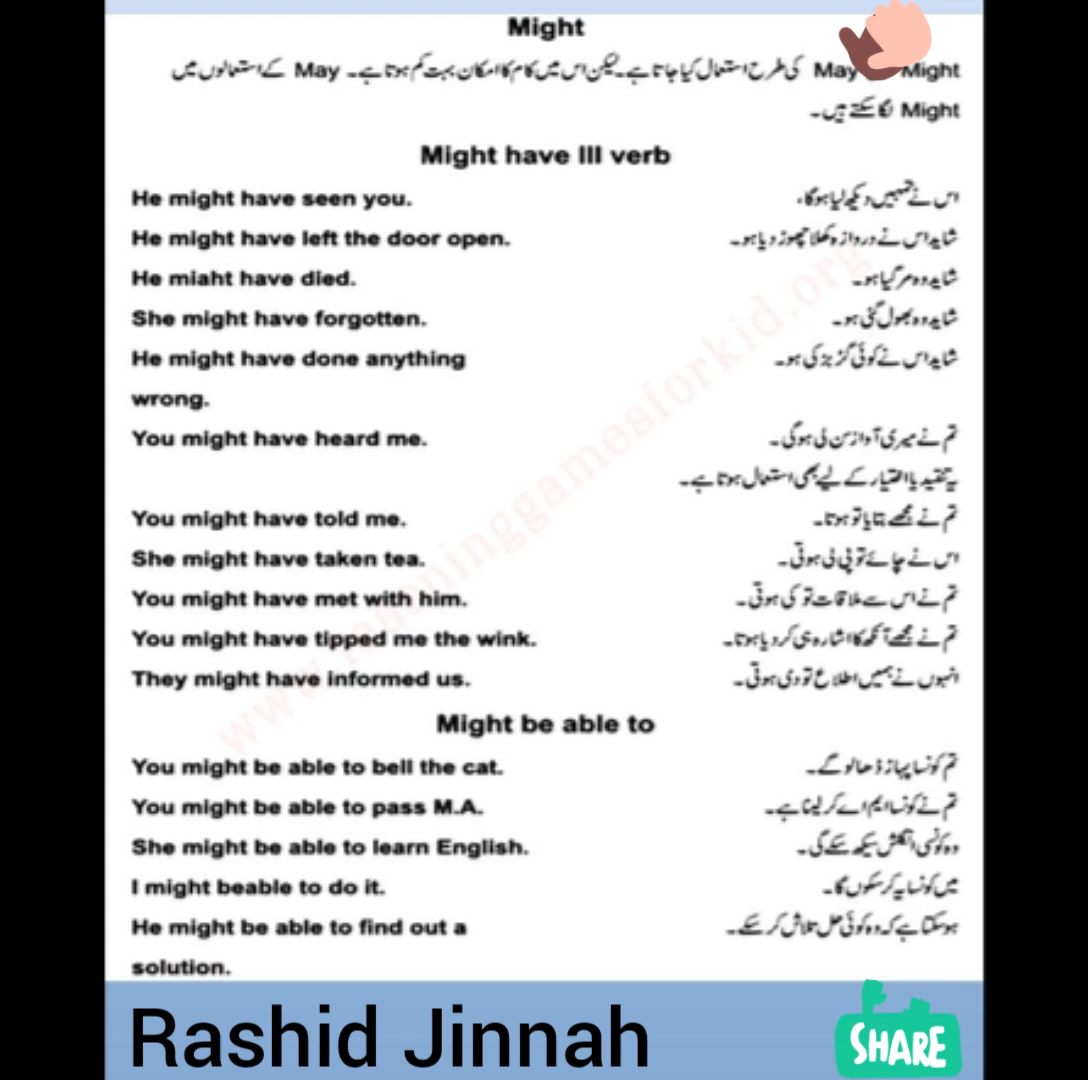 Might
Might May کی طرح استعمال کیا جاتا ہے۔ لیکن اس میں کام کا امکان بہت کم ہوتا ہے۔ May کے استعمالوں میں
Might لگا سکتے ہیں۔
Might have III verb
He might have seen you. اس نے تمہیں دیکھ لیا ہوگا۔
He might have left the door open. شاید اس نے دروازہ کھلا چھوڑ دیا ہو۔
He miaht have died. شاید وہ مر گیا ہو۔
She might have forgotten. شاید وہ بھول گئی ہو۔
He might have done anything شاید اس نے کوئی گڑبڑ کی ہو۔
wrong.
You might have heard me. تم نے میری آواز سن لی ہوگی۔
یہ تنقید یا اختیار کے لیے بھی استعمال ہوتا ہے۔
You might have told me. تم نے مجھے بتایا تو ہوتا۔
She might have taken tea. اس نے چائے تو پی لی ہوتی۔
You might have met with him. تم نے اس سے ملاقات تو کی ہوتی۔
You might have tipped me the wink. تم نے مجھے آنکھ کا اشارہ ہی کر دیا ہوتا۔
They might have informed us. انہوں نے ہمیں اطلاع تو دی ہوتی۔
Might be able to
You might be able to bell the cat. تم کونسا پہاڑ ڈھا لو گے۔
You might be able to pass M.A. تم نے کونسا ایم اے کر لینا ہے۔
She might be able to learn English. وہ کونسی انگلش سیکھ سکے گی۔
I might beable to do it. میں کونسا یہ کر سکوں گا۔
He might be able to find out a ہو سکتا ہے کہ وہ کوئی حل تلاش کر سکے۔
solution.
Rashid Jinnah
SHARE